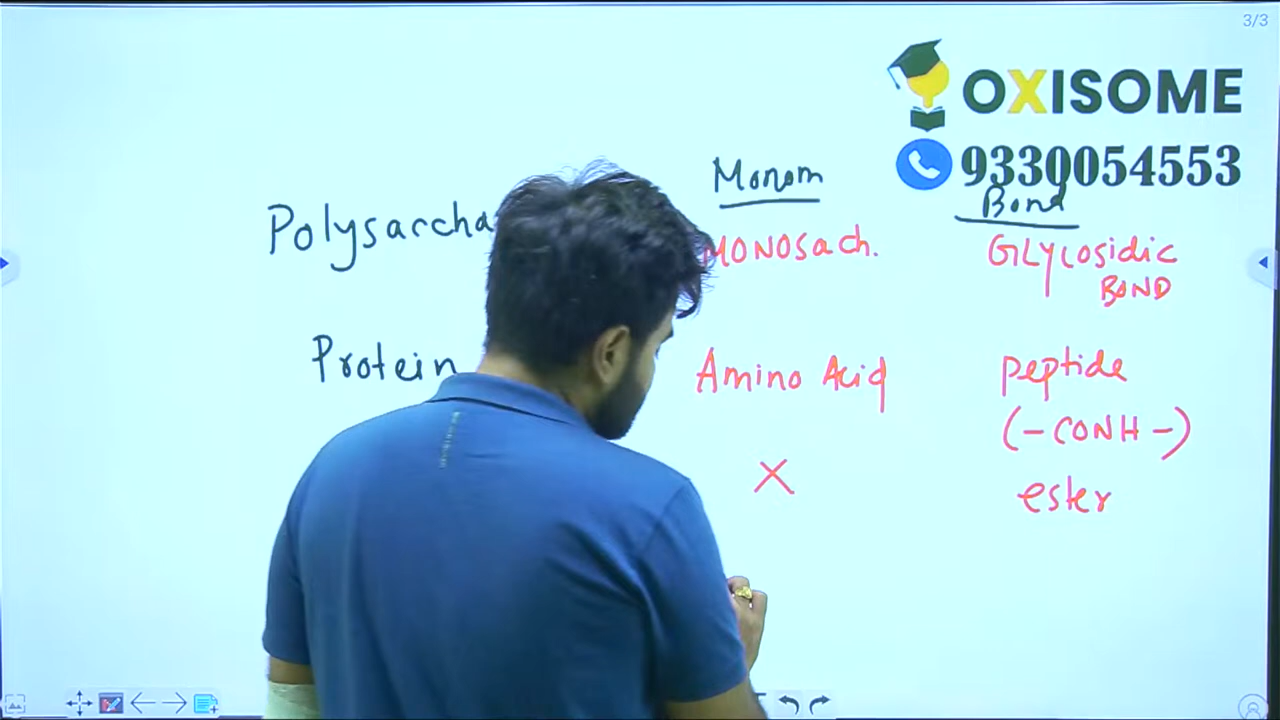 3/3
OXISOME
9330054553
Monom
Bond
Polysaccha
MONOSach.
GLycosidic
BOND
Protein
Amino Acid
peptide
(-CONH-)
X
ester